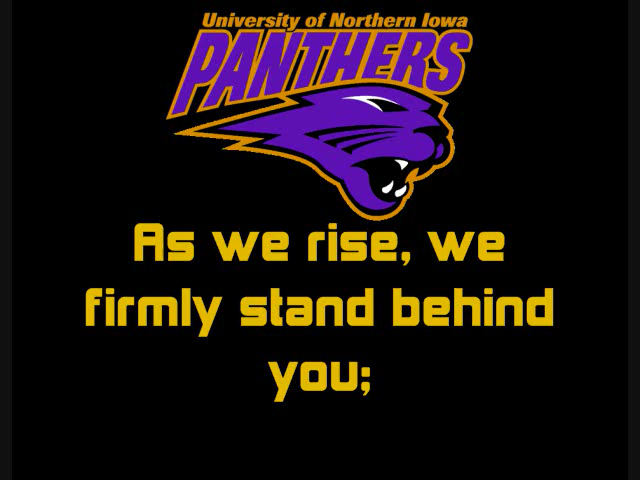 University of Northern Iowa
PANTHERS
As we rise, we
firmly stand behind
you;